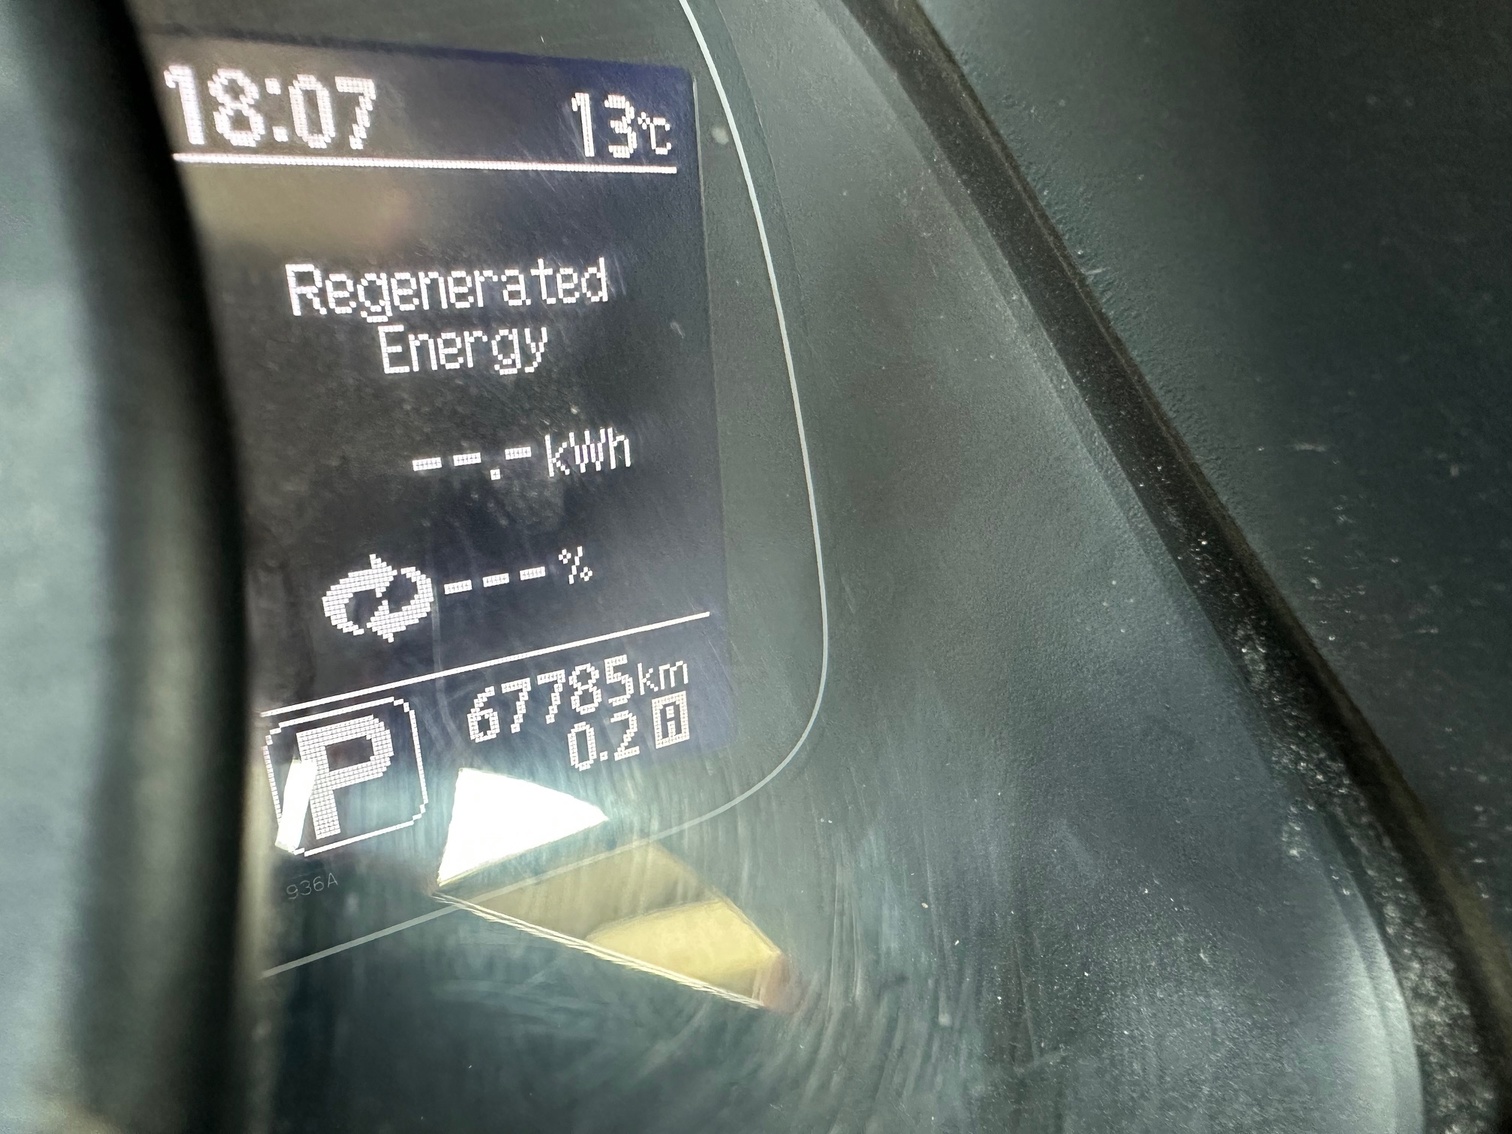 18:07 13°C
Regenerated
Energy
--.-kWh
---%
67785km
0.2 i
P
936A